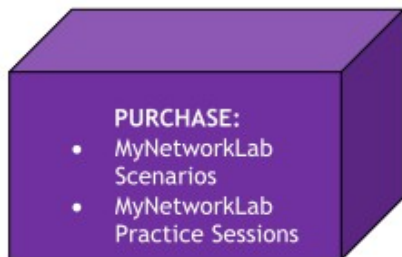 PURCHASE:
• MyNetworkLab
Scenarios
• MyNetworkLab
Practice Sessions